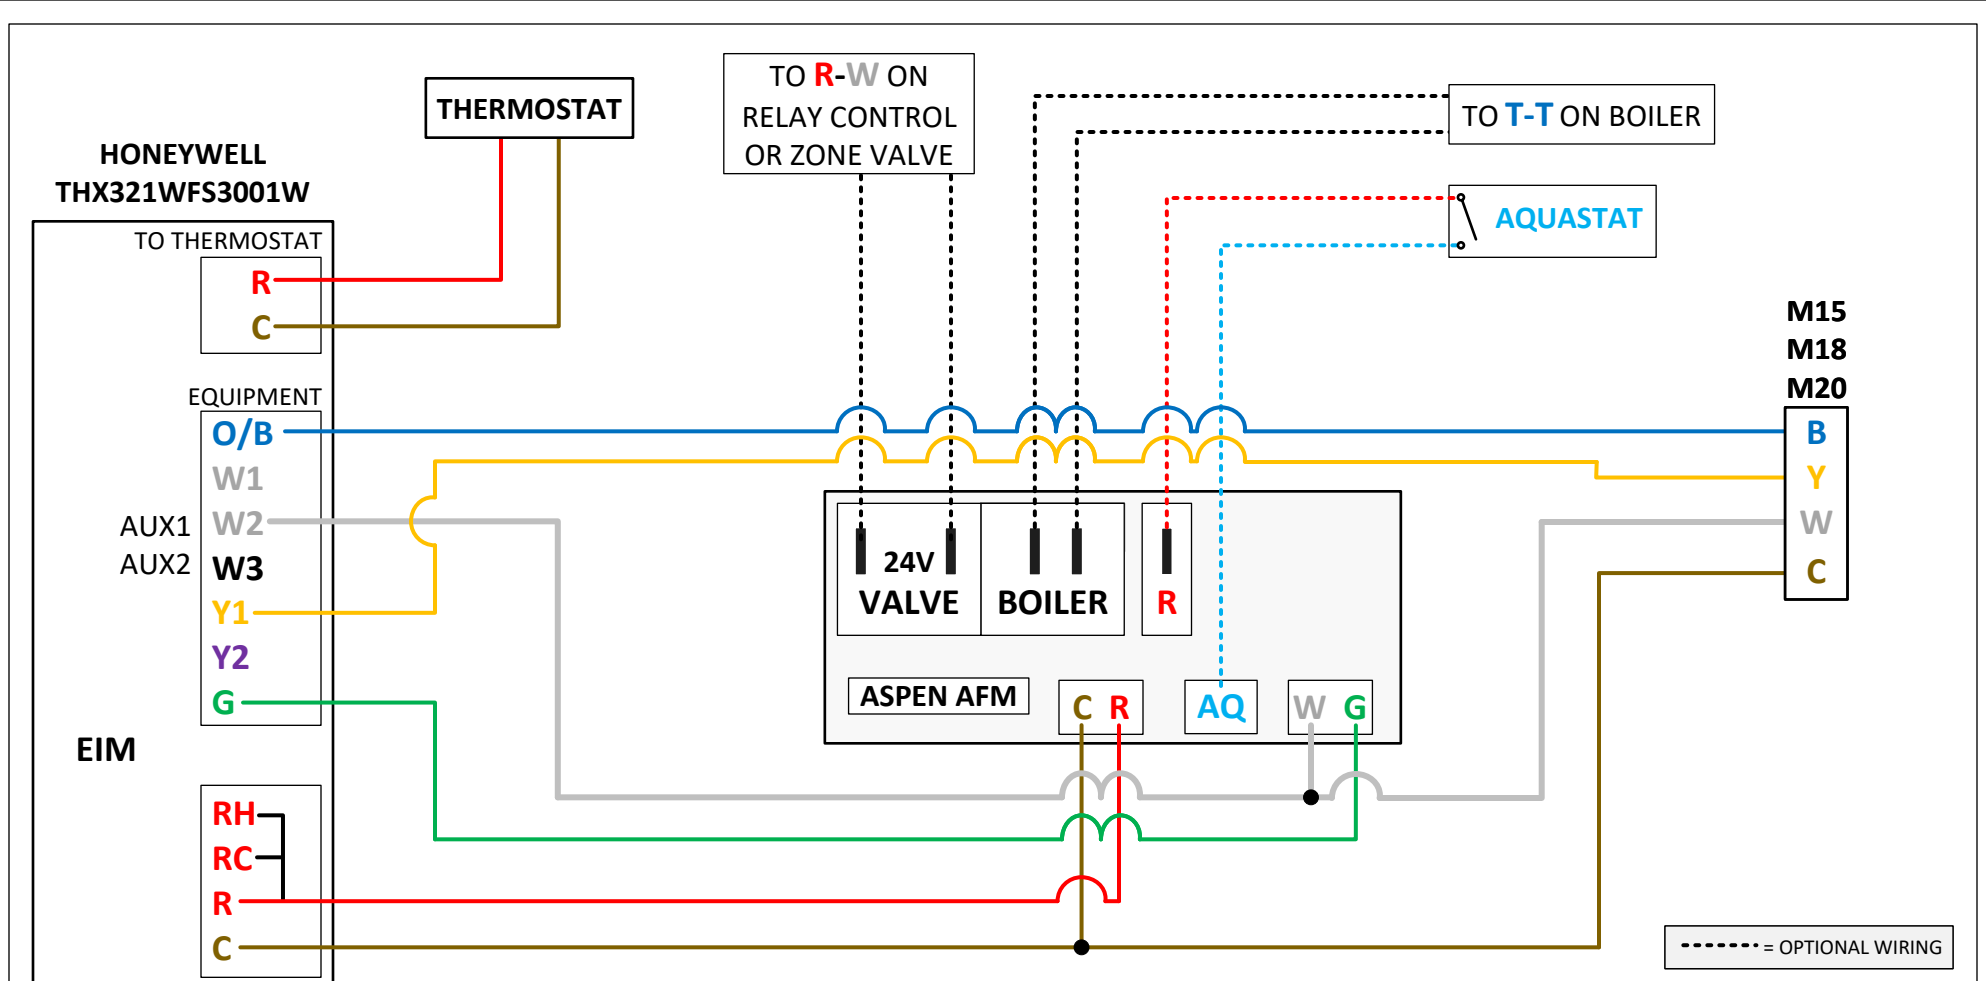 THERMOSTAT
TO R-W ON
RELAY CONTROL
OR ZONE VALVE
TO T-T ON BOILER
AQUASTAT
HONEYWELL
THX321WFS3001W
TO THERMOSTAT
R
C
EQUIPMENT
O/B
W1
AUX1 W2
AUX2 W3
Y1
Y2
G
EIM
RH
RC
R
C
24V
VALVE
BOILER
R
ASPEN AFM
C R
AQ
W G
M15
M18
M20
B
Y
W
C
= OPTIONAL WIRING